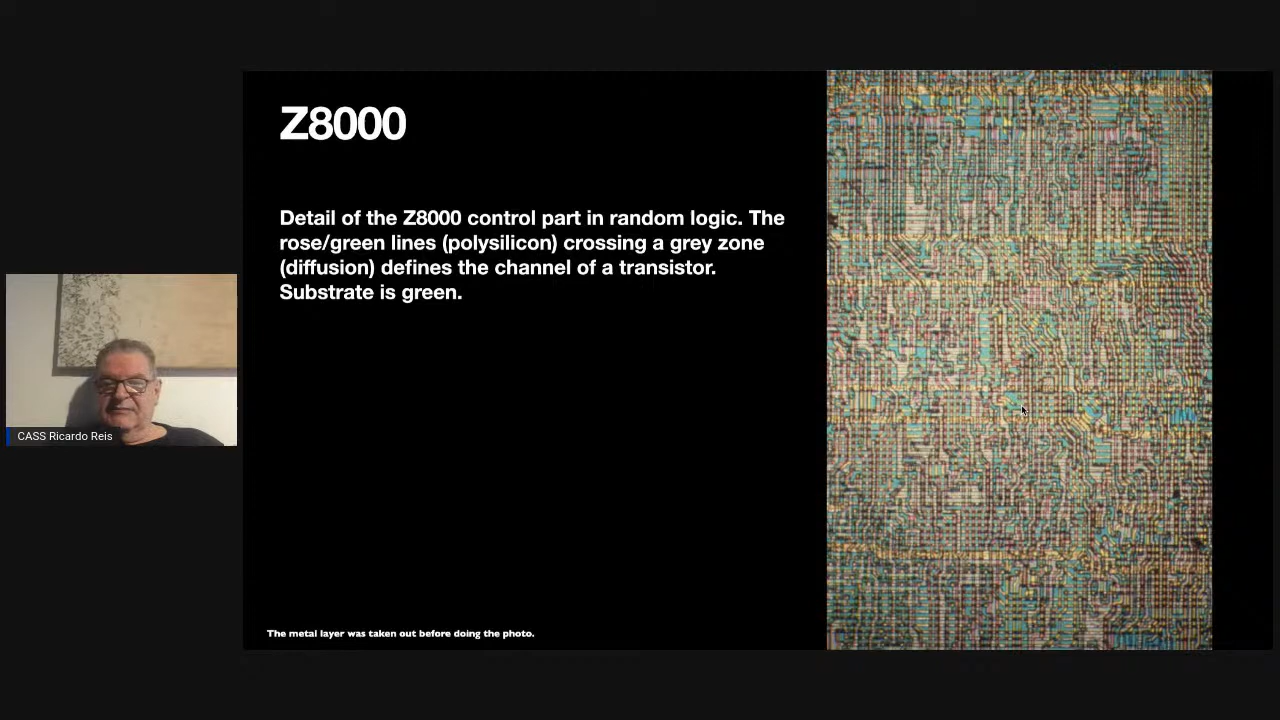 Z8000
Detail of the Z8000 control part in random logic. The
rose/green lines (polysilicon) crossing a grey zone
(diffusion) defines the channel of a transistor.
Substrate is green.
CASS Ricardo Reis
The metal layer was taken out before doing the photo.